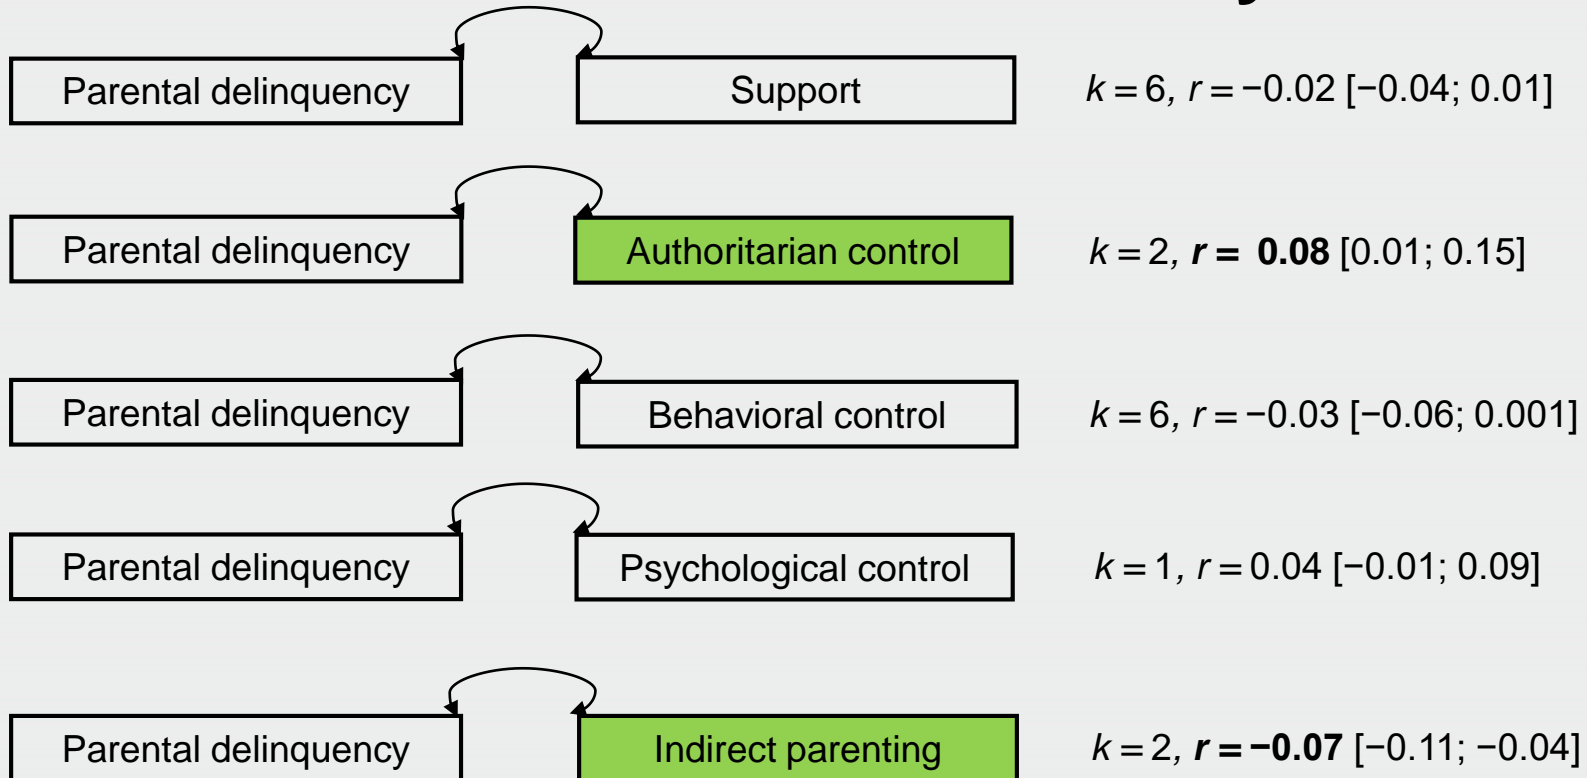 Parental delinquency Support k = 6, r = −0.02 [−0.04; 0.01]
Parental delinquency Authoritarian control k = 2, r = 0.08 [0.01; 0.15]
Parental delinquency Behavioral control k = 6, r = −0.03 [−0.06; 0.001]
Parental delinquency Psychological control k = 1, r = 0.04 [−0.01; 0.09]
Parental delinquency Indirect parenting k = 2, r = −0.07 [−0.11; −0.04]